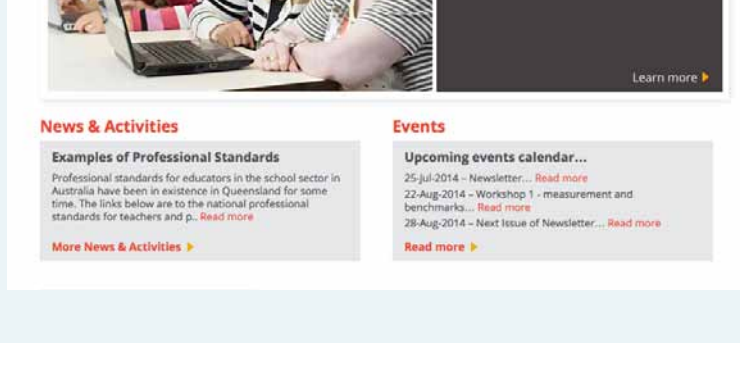 Learn more
News & Activities
Examples of Professional Standards
Professional standards for educators in the school sector in
Australia have been in existence in Queensland for some
time. The links below are to the national professional
standards for teachers and p.. Read more
More News & Activities
Events
Upcoming events calendar...
25-Jul-2014 – Newsletter... Read more
22-Aug-2014 – Workshop 1 - measurement and
benchmarks... Read more
28-Aug-2014 – Next Issue of Newsletter... Read more
Read more